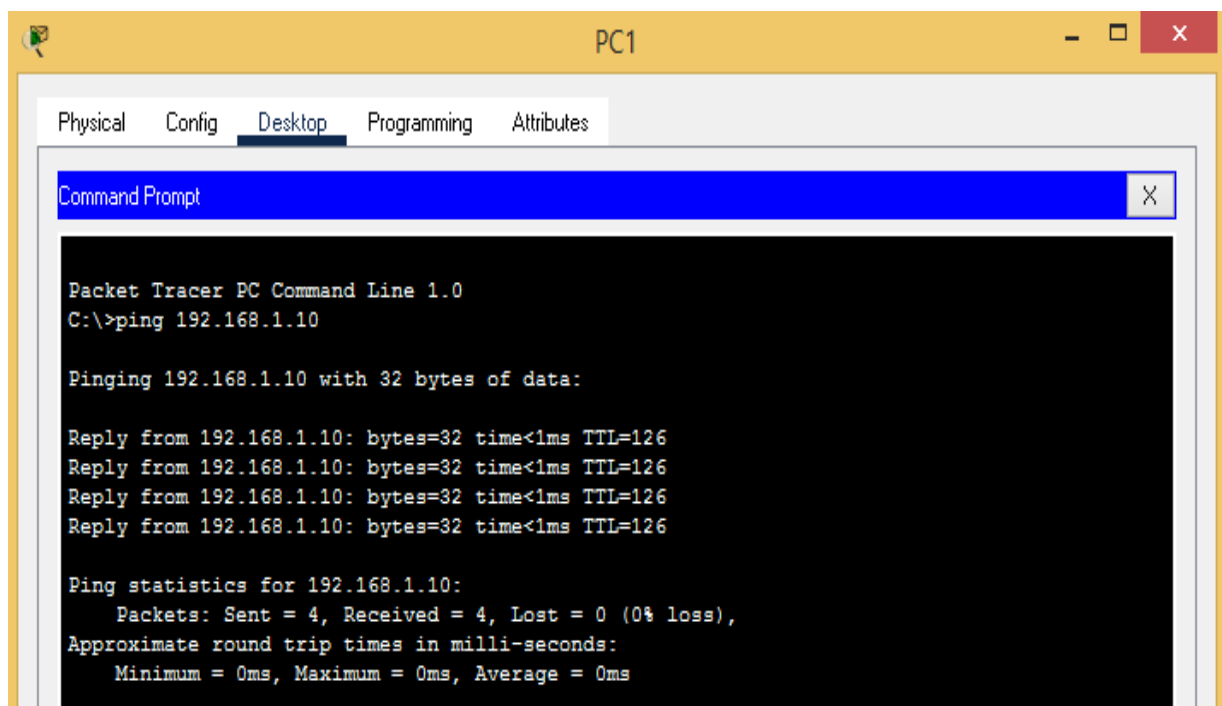 PC1
Physical Config Desktop Programming Attributes
Command Prompt X
Packet Tracer PC Command Line 1.0
C:\>ping 192.168.1.10
Pinging 192.168.1.10 with 32 bytes of data:
Reply from 192.168.1.10: bytes=32 time<1ms TTL=126
Reply from 192.168.1.10: bytes=32 time<1ms TTL=126
Reply from 192.168.1.10: bytes=32 time<1ms TTL=126
Reply from 192.168.1.10: bytes=32 time<1ms TTL=126
Ping statistics for 192.168.1.10:
Packets: Sent = 4, Received = 4, Lost = 0 (0% loss),
Approximate round trip times in milli-seconds:
Minimum = 0ms, Maximum = 0ms, Average = 0ms